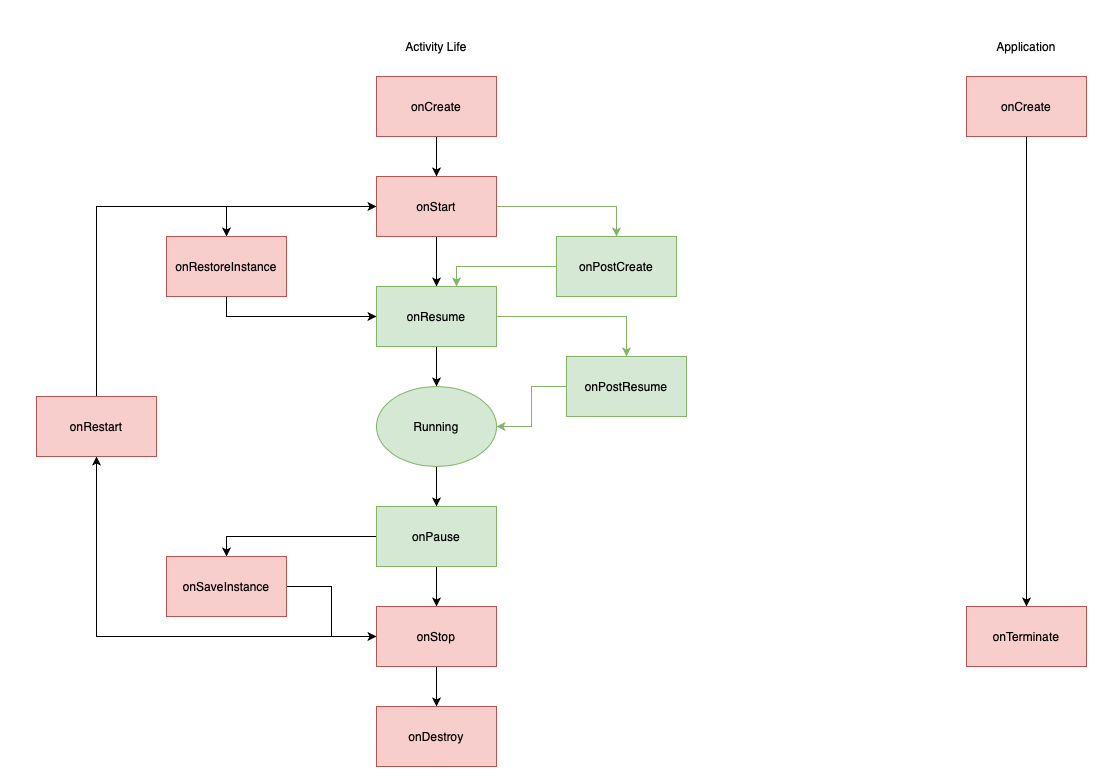 Activity Life
Application
onCreate
onCreate
onStart
onRestoreInstance
onPostCreate
onResume
onPostResume
onRestart
Running
onPause
onSaveInstance
onStop
onTerminate
onDestroy